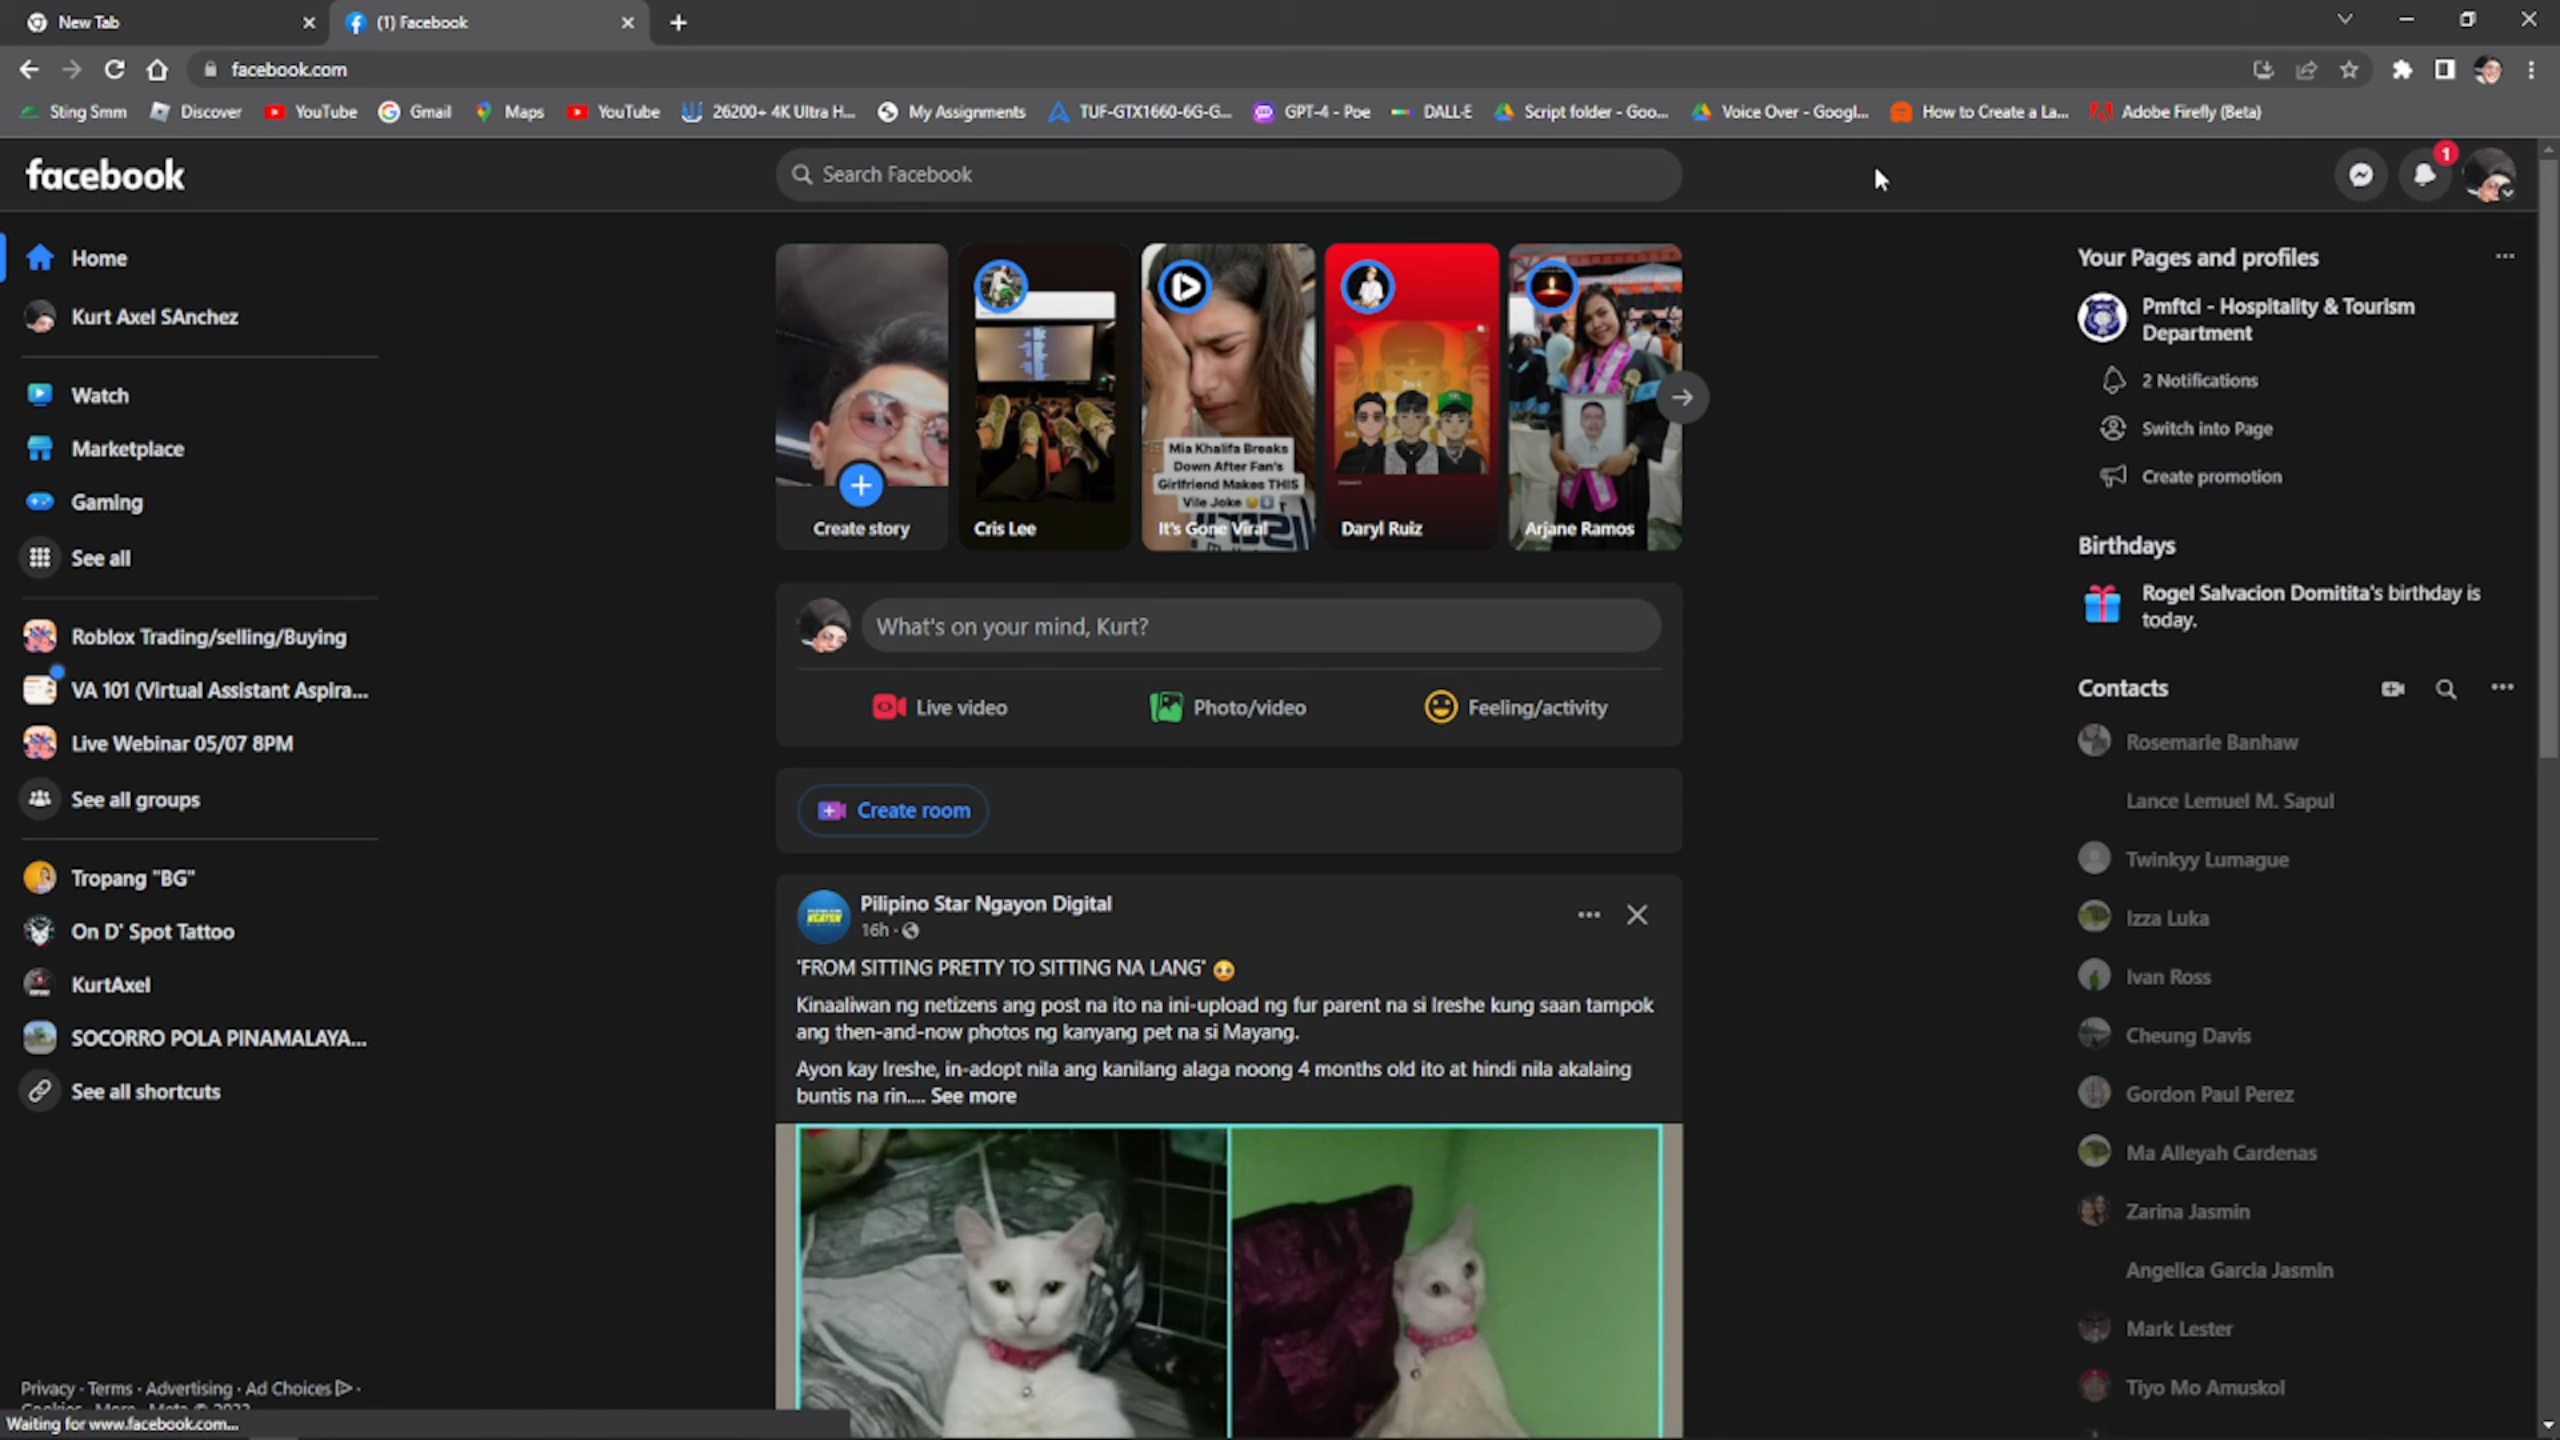 New Tab
(1) Facebook
facebook.com
Sting Smm
Discover
YouTube
Gmail
Maps
YouTube
26200+ 4K Ultra H...
My Assignments
TUF-GTX1660-6G-G...
GPT-4 - Poe
DALL·E
Script folder - Goo...
Voice Over - Googl...
How to Create a La...
Adobe Firefly (Beta)
facebook
Search Facebook
1
Home
Kurt Axel SAnchez
Watch
Marketplace
Gaming
See all
Roblox Trading/selling/Buying
VA 101 (Virtual Assistant Aspira...
Live Webinar 05/07 8PM
See all groups
Tropang "BG"
On D' Spot Tattoo
KurtAxel
SOCORRO POLA PINAMALAYA...
See all shortcuts
Privacy · Terms · Advertising · Ad Choices ·
Waiting for www.facebook.com...
Create story
Cris Lee
Mia Khalifa Breaks
Down After Fan's
Girlfriend Makes THIS
Vile Joke
It's Gone Viral
Daryl Ruiz
Arjane Ramos
What's on your mind, Kurt?
Live video
Photo/video
Feeling/activity
Create room
Pilipino Star Ngayon Digital
16h ·
'FROM SITTING PRETTY TO SITTING NA LANG' 🥹
Kinaaliwan ng netizens ang post na ito na ini-upload ng fur parent na si Ireshe kung saan tampok
ang then-and-now photos ng kanyang pet na si Mayang.
Ayon kay Ireshe, in-adopt nila ang kanilang alaga noong 4 months old ito at hindi nila akalaing
buntis na rin.... See more
Your Pages and profiles
Pmftci - Hospitality & Tourism
Department
2 Notifications
Switch into Page
Create promotion
Birthdays
Rogel Salvacion Domitita's birthday is
today.
Contacts
Rosemarie Banhaw
Lance Lemuel M. Sapul
Twinkyy Lumague
Izza Luka
Ivan Ross
Cheung Davis
Gordon Paul Perez
Ma Alleyah Cardenas
Zarina Jasmin
Angelica Garcia Jasmin
Mark Lester
Tiyo Mo Amuskol